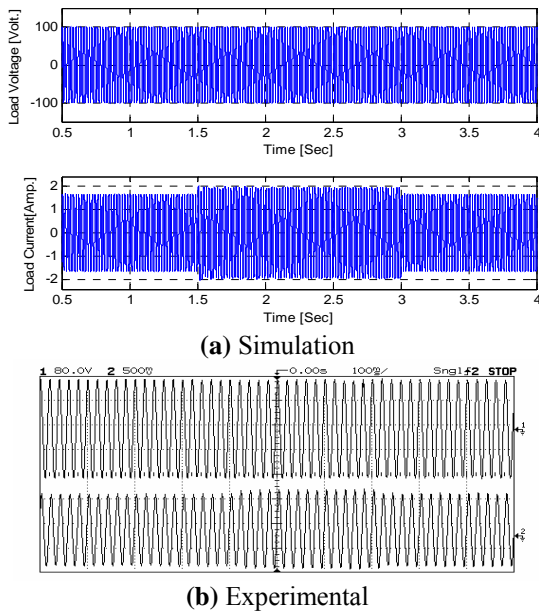 Load Voltage [Volt.]
100
0
-100
0.5 1 1.5 2 2.5 3 3.5 4
Time [Sec]
Load Current[Amp.]
2
1
0
-1
-2
0.5 1 1.5 2 2.5 3 3.5 4
Time [Sec]
(a) Simulation
1 80.0V 2 500 -0.00s 100 Sngl 2 STOP
1
2
(b) Experimental